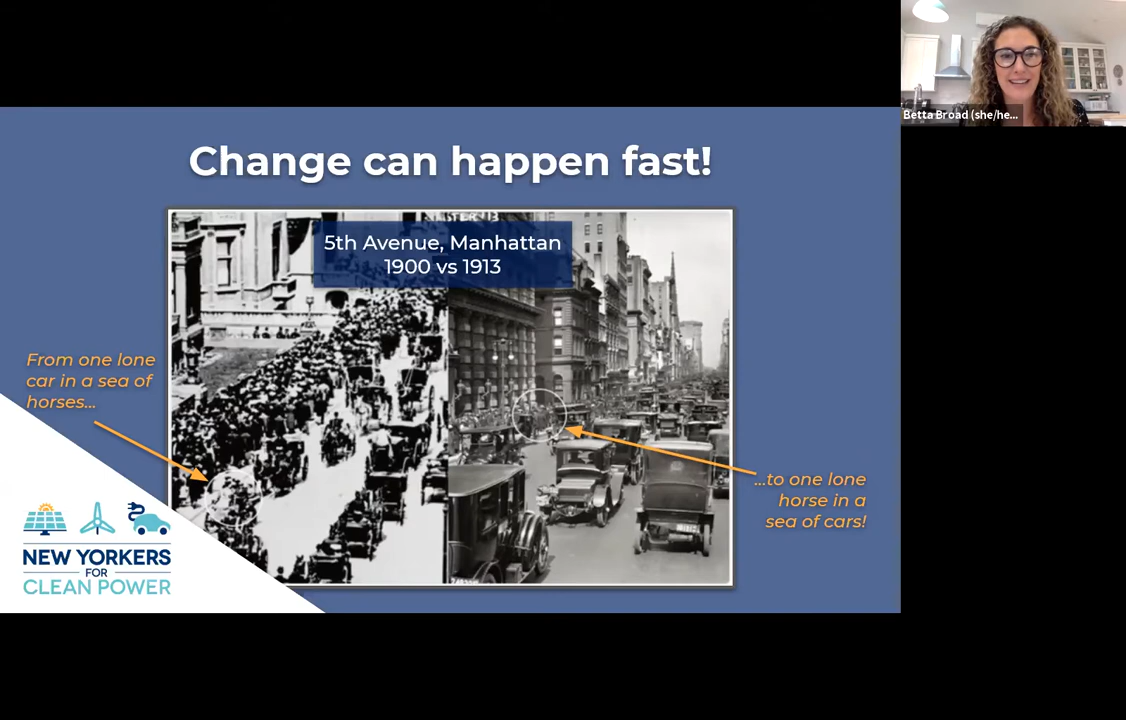 Betta Broad (she/he...
Change can happen fast!
5th Avenue, Manhattan
1900 vs 1913
From one lone
car in a sea of
horses...
...to one lone
horse in a
sea of cars!
NEW YORKERS
FOR
CLEAN POWER